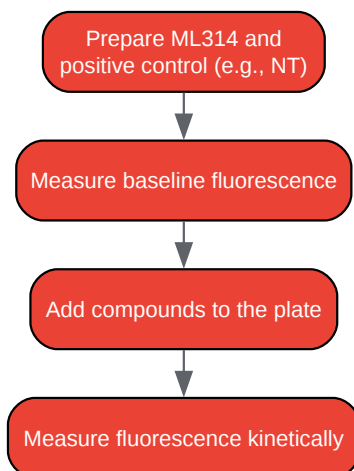 Prepare ML314 and
positive control (e.g., NT)
Measure baseline fluorescence
Add compounds to the plate
Measure fluorescence kinetically